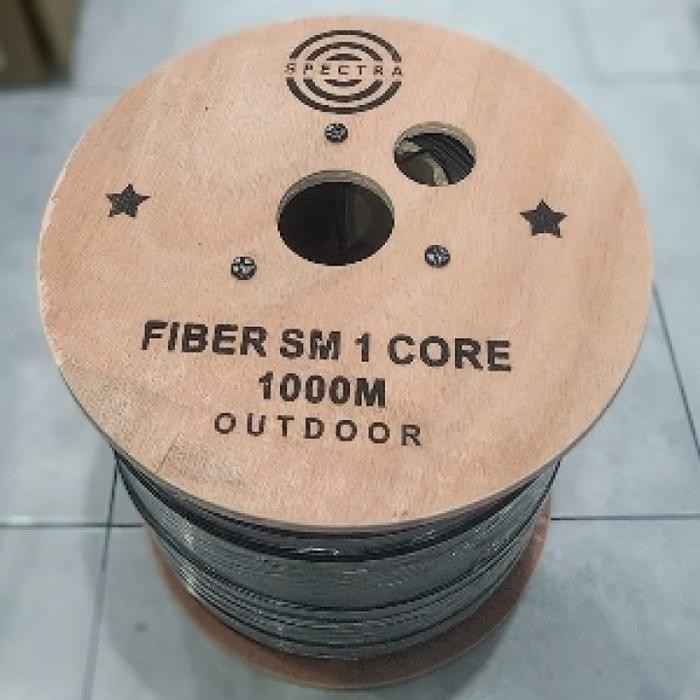 SPECTRA
FIBER SM 1 CORE
1000M
OUTDOOR